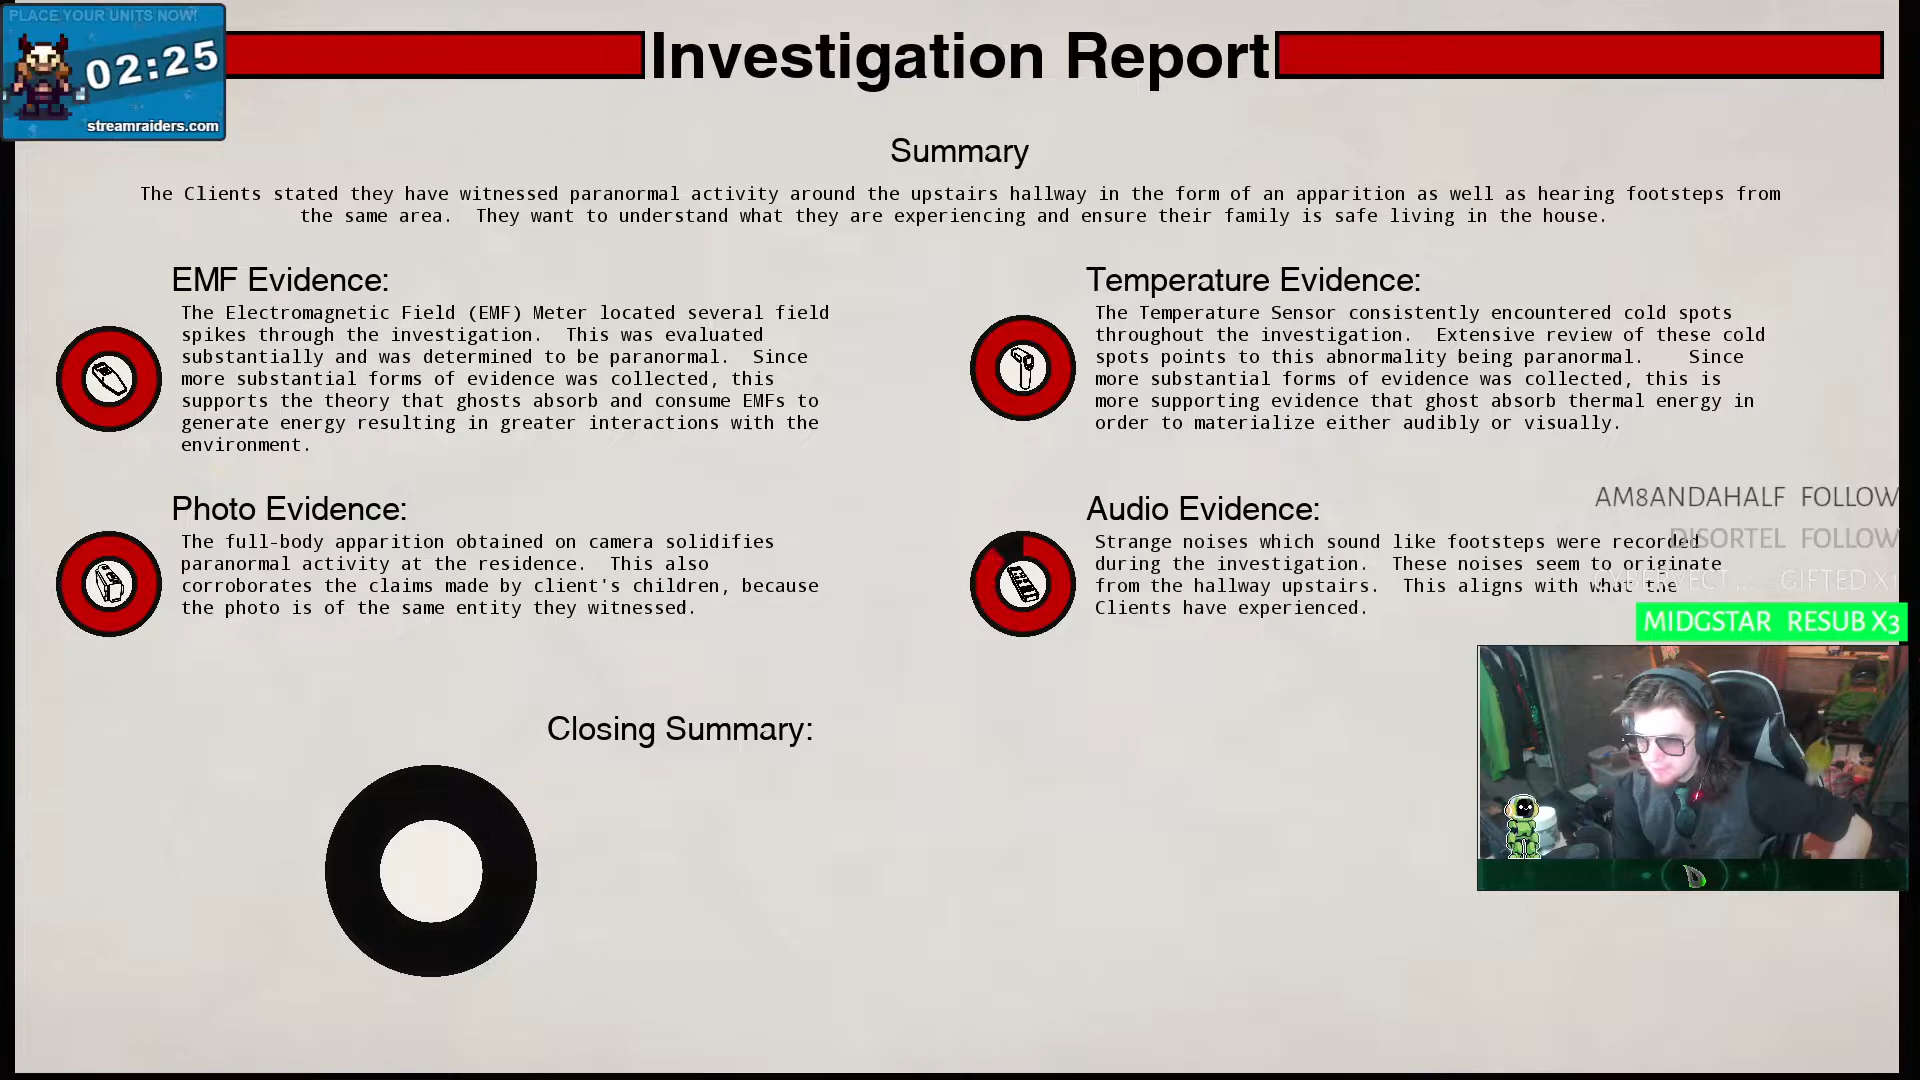 PLACE YOUR UNITS NOW!
02:25
streamraiders.com
Investigation Report
Summary
The Clients stated they have witnessed paranormal activity around the upstairs hallway in the form of an apparition as well as hearing footsteps from
the same area.  They want to understand what they are experiencing and ensure their family is safe living in the house.
EMF Evidence:
The Electromagnetic Field (EMF) Meter located several field
spikes through the investigation.  This was evaluated
substantially and was determined to be paranormal.  Since
more substantial forms of evidence was collected, this
supports the theory that ghosts absorb and consume EMFs to
generate energy resulting in greater interactions with the
environment.
Temperature Evidence:
The Temperature Sensor consistently encountered cold spots
throughout the investigation.  Extensive review of these cold
spots points to this abnormality being paranormal.    Since
more substantial forms of evidence was collected, this is
more supporting evidence that ghost absorb thermal energy in
order to materialize either audibly or visually.
Photo Evidence:
The full-body apparition obtained on camera solidifies
paranormal activity at the residence.  This also
corroborates the claims made by client's children, because
the photo is of the same entity they witnessed.
Audio Evidence:
Strange noises which sound like footsteps were recorded
during the investigation.  These noises seem to originate
from the hallway upstairs.  This aligns with what the
Clients have experienced.
AM8ANDAHALF FOLLOW
DISORTEL FOLLOW
GIFTED X1
MIDGSTAR RESUB X3
Closing Summary: